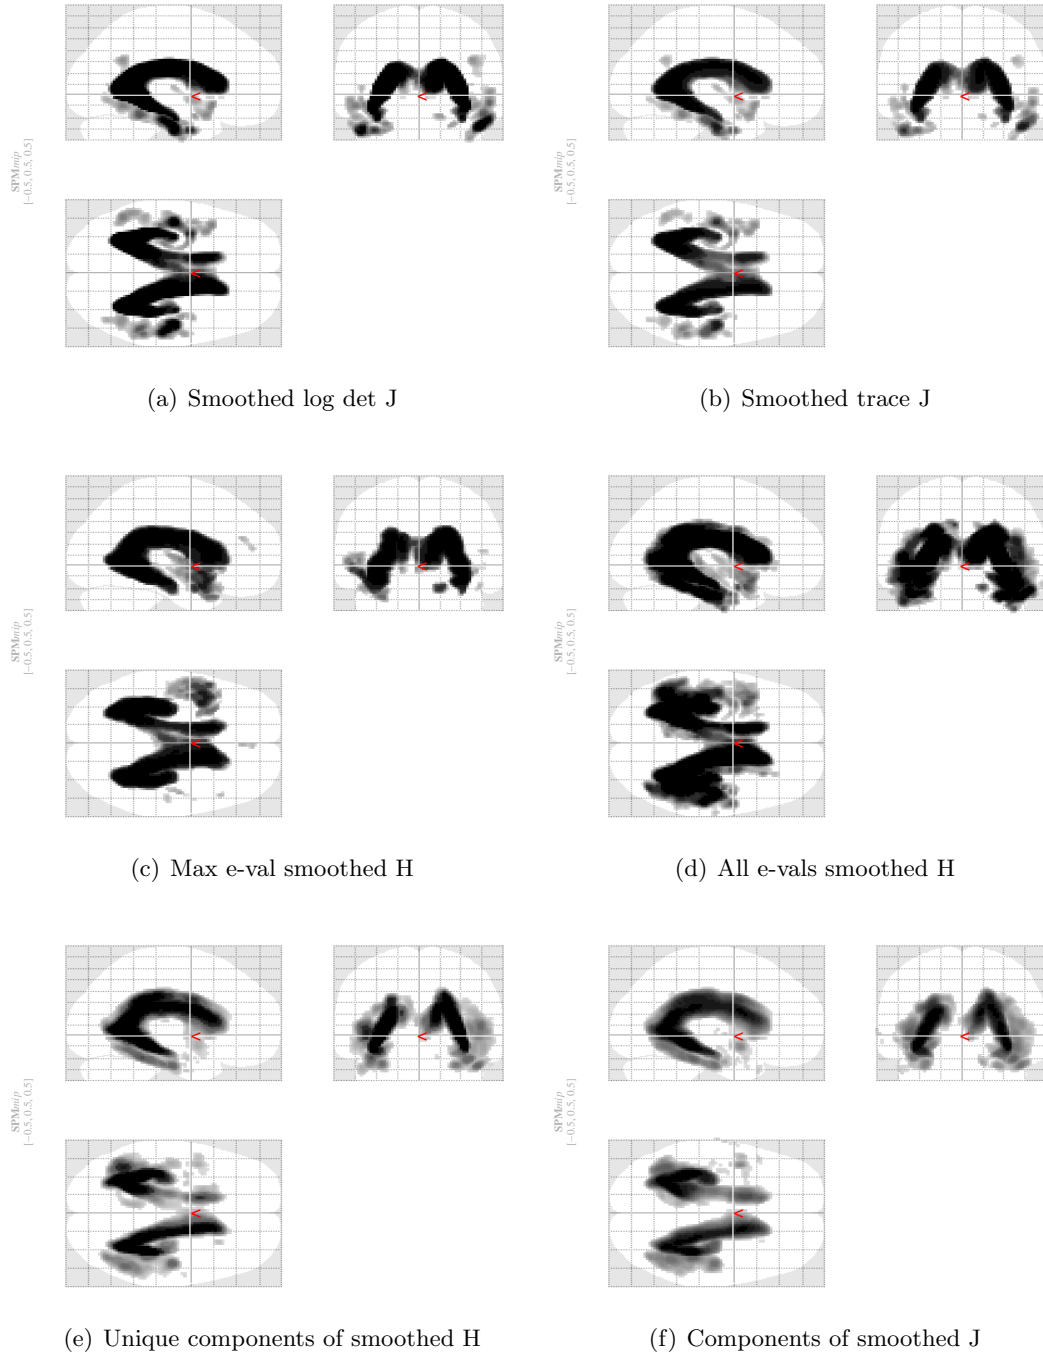 SPMmip
[−0.5, 0.5, 0.5]
<
<
<
(a) Smoothed log det J
SPMmip
[−0.5, 0.5, 0.5]
<
<
<
(b) Smoothed trace J
SPMmip
[−0.5, 0.5, 0.5]
<
<
<
(c) Max e-val smoothed H
SPMmip
[−0.5, 0.5, 0.5]
<
<
<
(d) All e-vals smoothed H
SPMmip
[−0.5, 0.5, 0.5]
<
<
<
(e) Unique components of smoothed H
SPMmip
[−0.5, 0.5, 0.5]
<
<
<
(f) Components of smoothed J